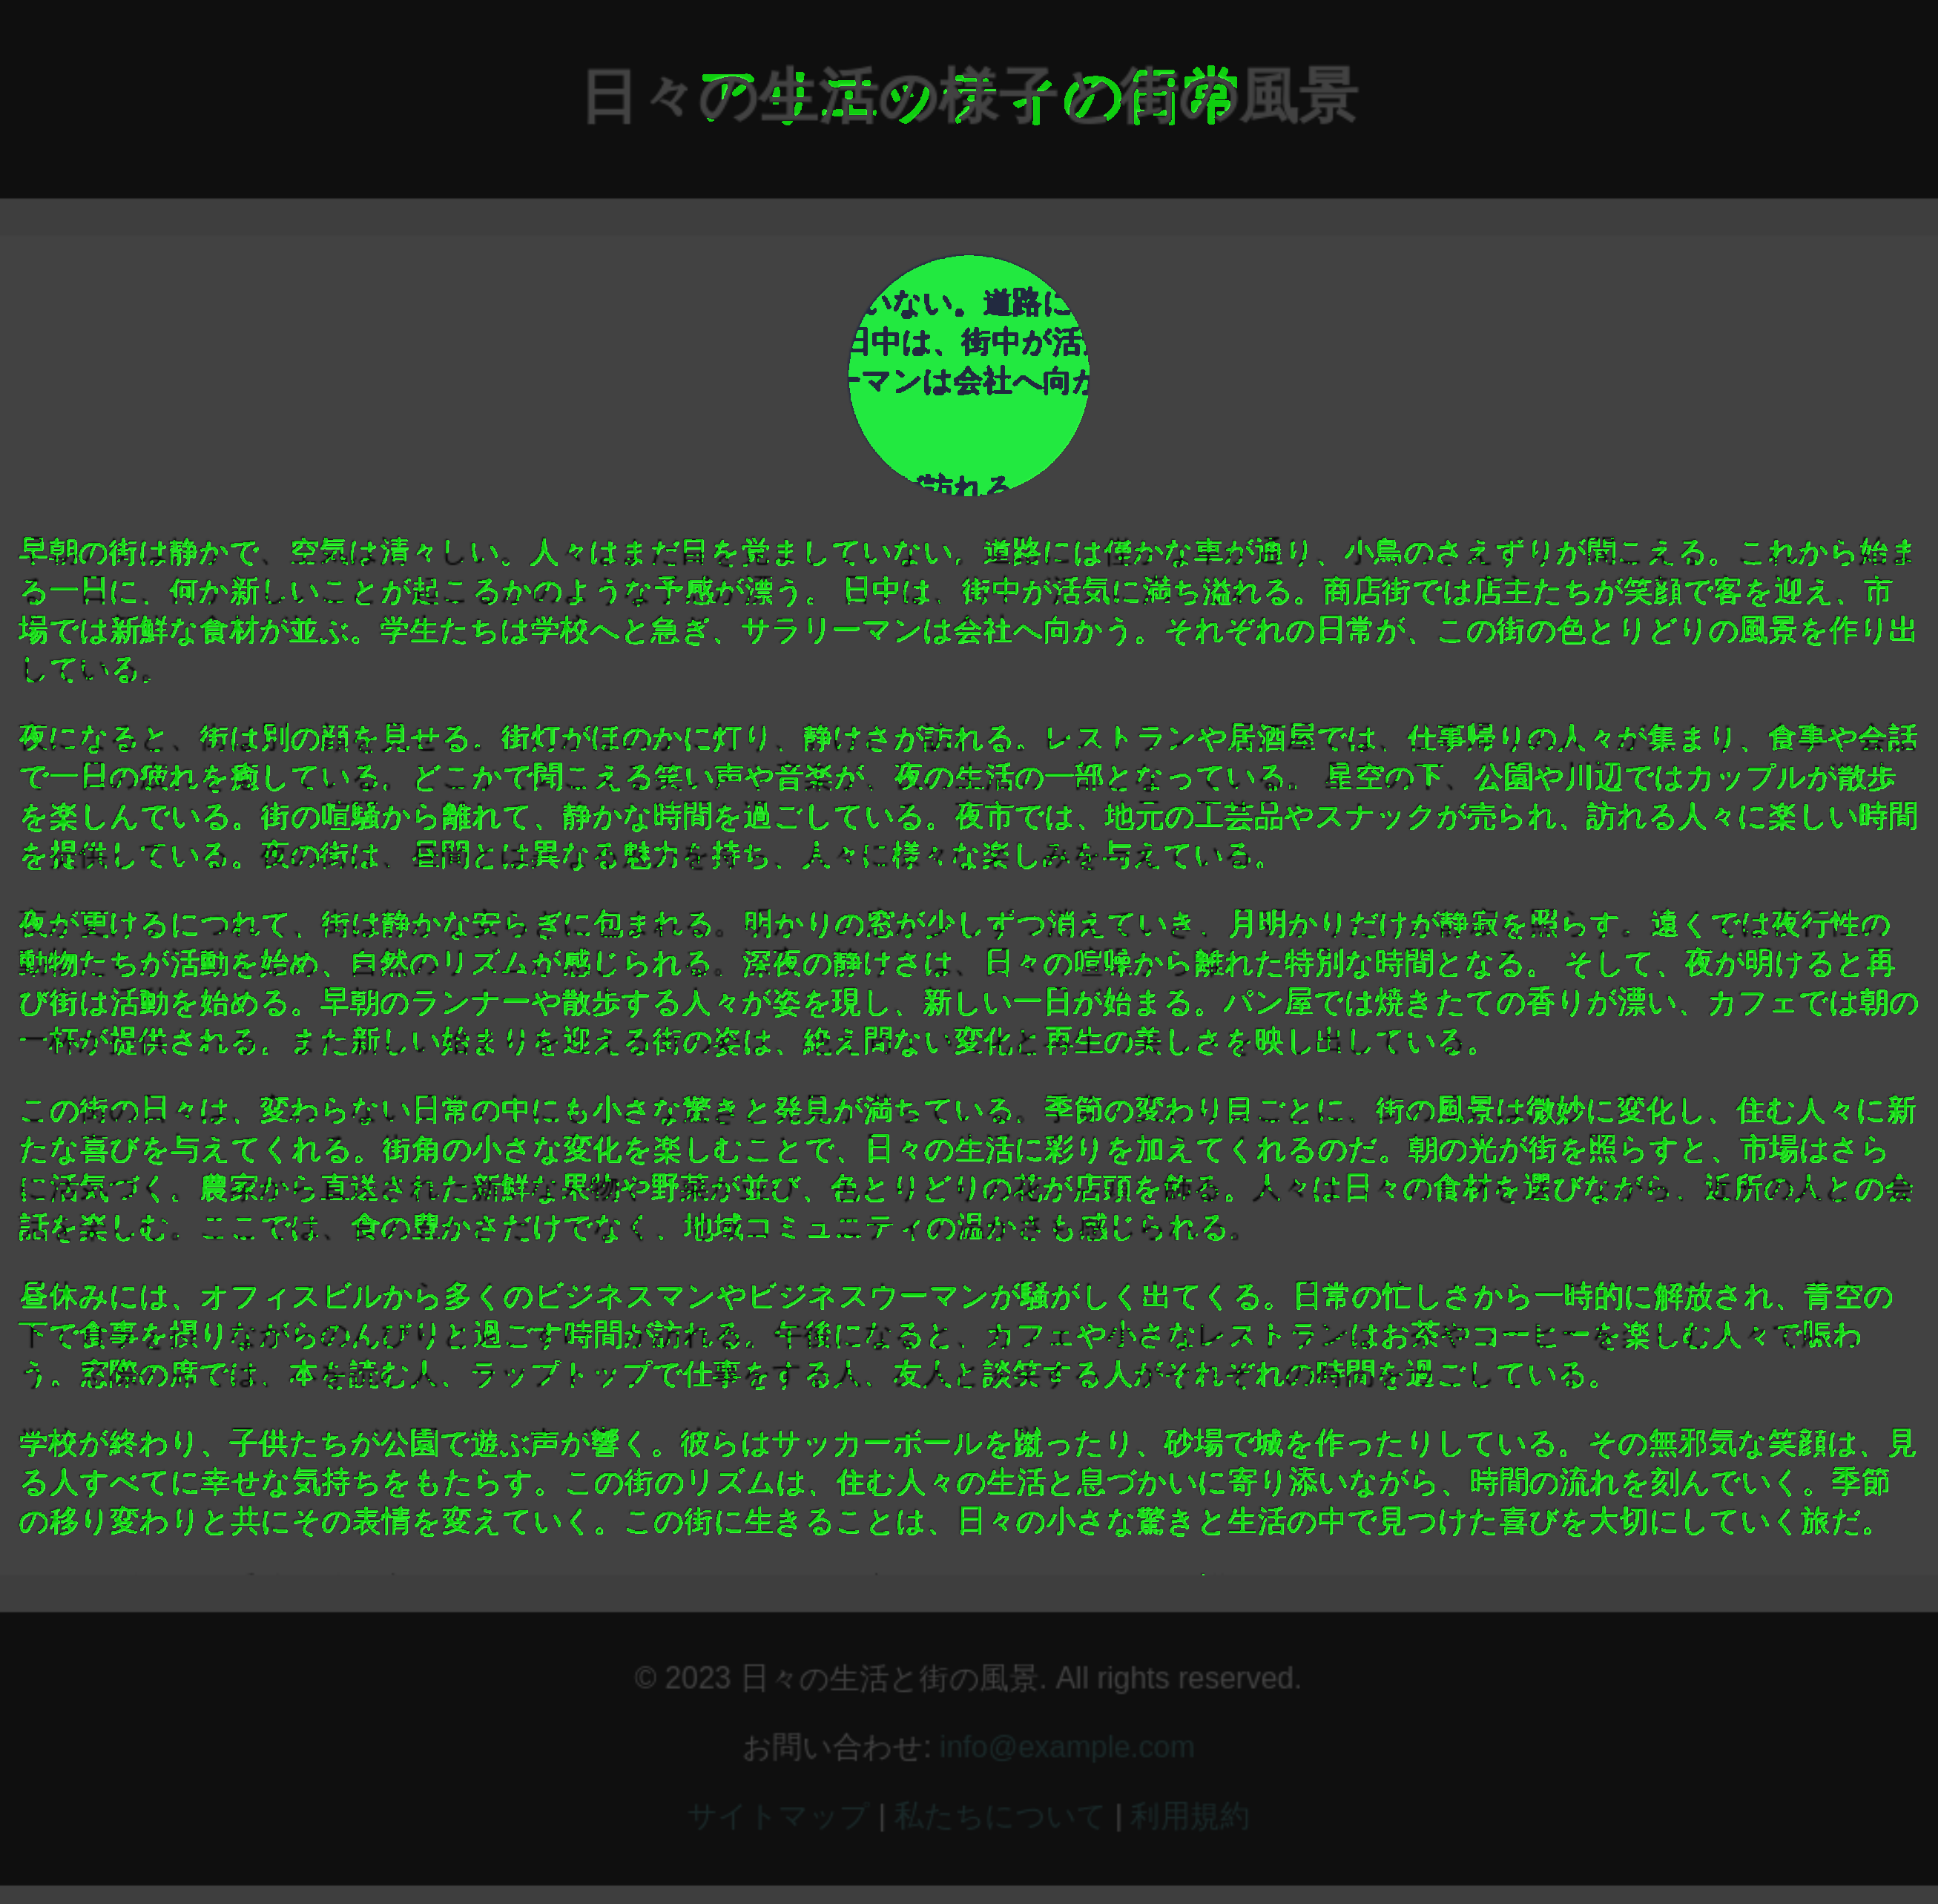 日々の生活の様子と街の風景
の日常
いない。道路に
日中は、街中が活
ーマンは会社へ向か
訪れる
早朝の街は静かで、空気は清々しい。人々はまだ目を覚ましていない。道路には僅かな車が通り、小鳥のさえずりが聞こえる。これから始ま
る一日に、何か新しいことが起こるかのような予感が漂う。 日中は、街中が活気に満ち溢れる。商店街では店主たちが笑顔で客を迎え、市
場では新鮮な食材が並ぶ。学生たちは学校へと急ぎ、サラリーマンは会社へ向かう。それぞれの日常が、この街の色とりどりの風景を作り出
している。
夜になると、街は別の顔を見せる。街灯がほのかに灯り、静けさが訪れる。レストランや居酒屋では、仕事帰りの人々が集まり、食事や会話
で一日の疲れを癒している。どこかで聞こえる笑い声や音楽が、夜の生活の一部となっている。 星空の下、公園や川辺ではカップルが散歩
を楽しんでいる。街の喧騒から離れて、静かな時間を過ごしている。夜市では、地元の工芸品やスナックが売られ、訪れる人々に楽しい時間
を提供している。夜の街は、昼間とは異なる魅力を持ち、人々に様々な楽しみを与えている。
夜が更けるにつれて、街は静かな安らぎに包まれる。明かりの窓が少しずつ消えていき、月明かりだけが静寂を照らす。遠くでは夜行性の
動物たちが活動を始め、自然のリズムが感じられる。深夜の静けさは、日々の喧噪から離れた特別な時間となる。 そして、夜が明けると再
び街は活動を始める。早朝のランナーや散歩する人々が姿を現し、新しい一日が始まる。パン屋では焼きたての香りが漂い、カフェでは朝の
一杯が提供される。また新しい始まりを迎える街の姿は、絶え間ない変化と再生の美しさを映し出している。
この街の日々は、変わらない日常の中にも小さな驚きと発見が満ちている。季節の変わり目ごとに、街の風景は微妙に変化し、住む人々に新
たな喜びを与えてくれる。街角の小さな変化を楽しむことで、日々の生活に彩りを加えてくれるのだ。朝の光が街を照らすと、市場はさら
に活気づく。農家から直送された新鮮な果物や野菜が並び、色とりどりの花が店頭を飾る。人々は日々の食材を選びながら、近所の人との会
話を楽しむ。ここでは、食の豊かさだけでなく、地域コミュニティの温かさも感じられる。
昼休みには、オフィスビルから多くのビジネスマンやビジネスウーマンが騒がしく出てくる。日常の忙しさから一時的に解放され、青空の
下で食事を摂りながらのんびりと過ごす時間が訪れる。午後になると、カフェや小さなレストランはお茶やコーヒーを楽しむ人々で賑わ
う。窓際の席では、本を読む人、ラップトップで仕事をする人、友人と談笑する人がそれぞれの時間を過ごしている。
学校が終わり、子供たちが公園で遊ぶ声が響く。彼らはサッカーボールを蹴ったり、砂場で城を作ったりしている。その無邪気な笑顔は、見
る人すべてに幸せな気持ちをもたらす。この街のリズムは、住む人々の生活と息づかいに寄り添いながら、時間の流れを刻んでいく。季節
の移り変わりと共にその表情を変えていく。この街に生きることは、日々の小さな驚きと生活の中で見つけた喜びを大切にしていく旅だ。
© 2023 日々の生活と街の風景. All rights reserved.
お問い合わせ: info@example.com
サイトマップ | 私たちについて | 利用規約